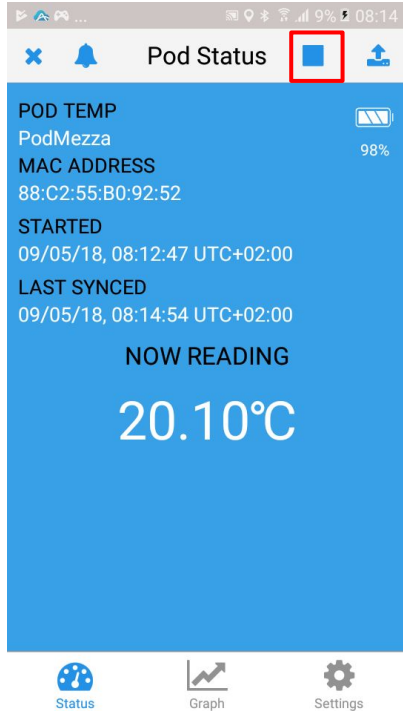 ... 9% 08:14
Pod Status
POD TEMP
PodMezza
98%
MAC ADDRESS
88:C2:55:B0:92:52
STARTED
09/05/18, 08:12:47 UTC+02:00
LAST SYNCED
09/05/18, 08:14:54 UTC+02:00
NOW READING
20.10°C
Status Graph Settings